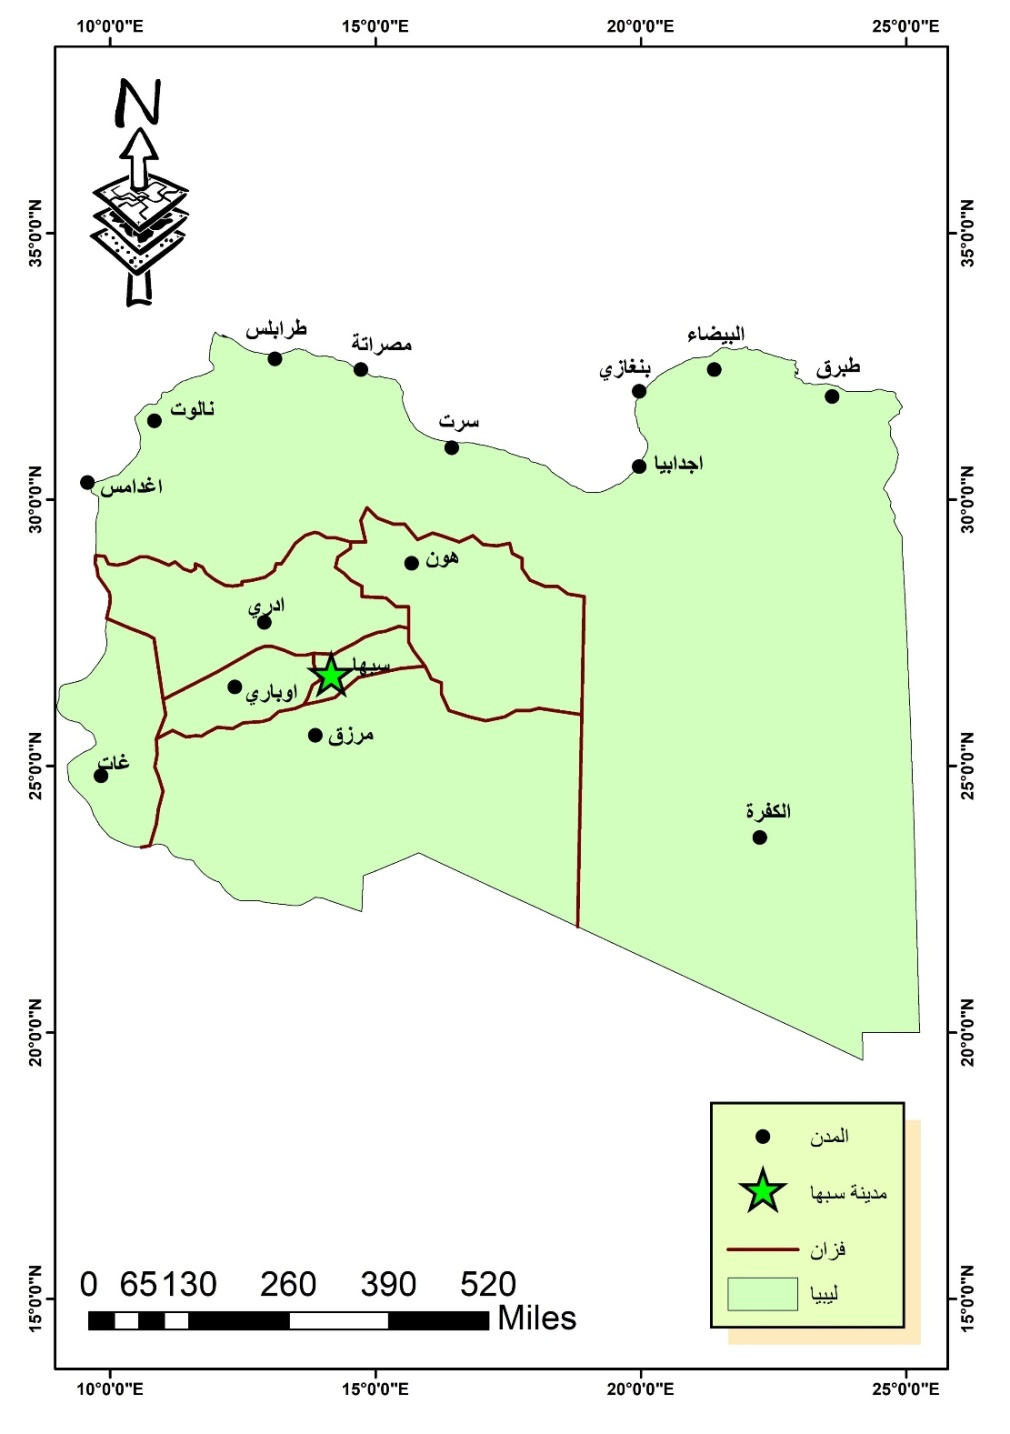 10°0'0"E 15°0'0"E 20°0'0"E 25°0'0"E
N
35°0'0"N 35°0'0"N
طرابلس
مصراتة
البيضاء
بنغازي
طبرق
نالوت
سرت
اجدابيا
اغدامس
30°0'0"N 30°0'0"N
هون
ادري
سبها
اوباري
مرزق
غات
25°0'0"N 25°0'0"N
الكفرة
20°0'0"N 20°0'0"N
المدن
مدينة سبها
فزان
ليبيا
0 65 130 260 390 520
Miles
15°0'0"N 15°0'0"N
10°0'0"E 15°0'0"E 20°0'0"E 25°0'0"E